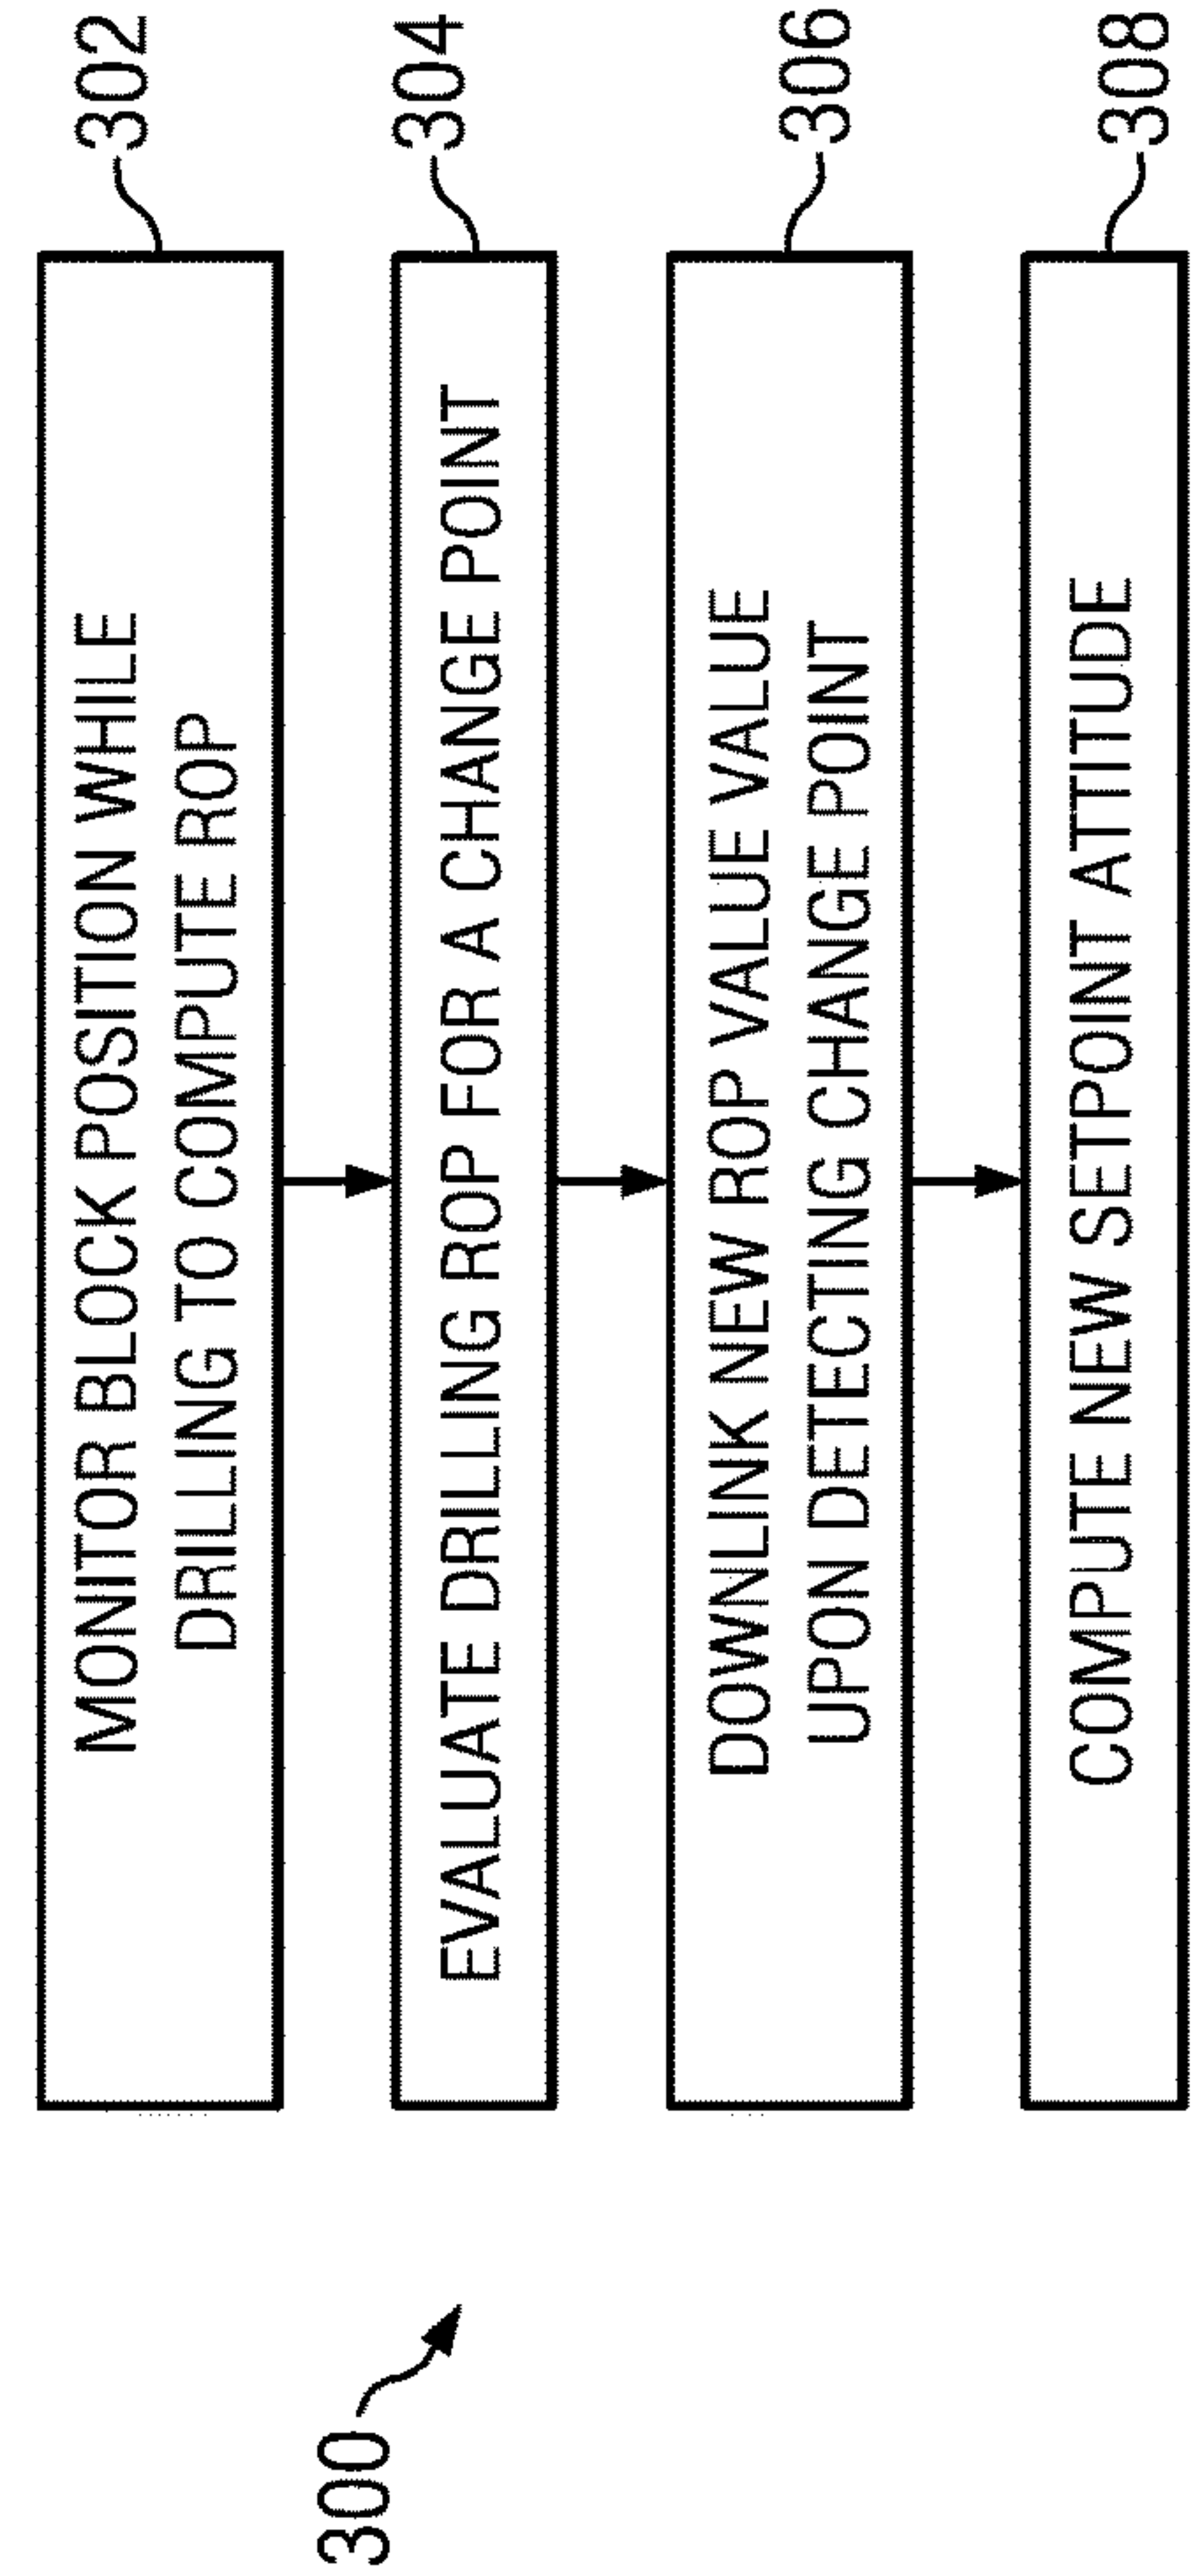 300
MONITOR BLOCK POSITION WHILE
DRILLING TO COMPUTE ROP
302
EVALUATE DRILLING ROP FOR A CHANGE POINT
304
DOWNLINK NEW ROP VALUE VALUE
UPON DETECTING CHANGE POINT
306
COMPUTE NEW SETPOINT ATTITUDE
308